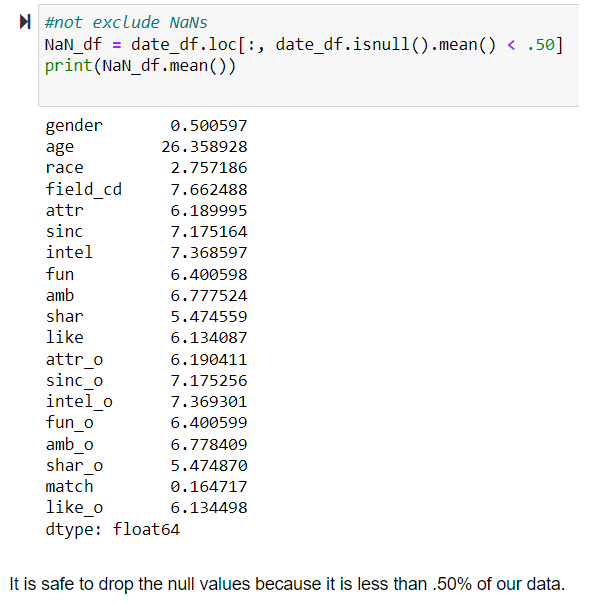 #not exclude NaNs
NaN_df = date_df.loc[:, date_df.isnull().mean() < .50]
print(NaN_df.mean())
gender 0.500597
age 26.358928
race 2.757186
field_cd 7.662488
attr 6.189995
sinc 7.175164
intel 7.368597
fun 6.400598
amb 6.777524
shar 5.474559
like 6.134087
attr_o 6.190411
sinc_o 7.175256
intel_o 7.369301
fun_o 6.400599
amb_o 6.778409
shar_o 5.474870
match 0.164717
like_o 6.134498
dtype: float64
It is safe to drop the null values because it is less than .50% of our data.